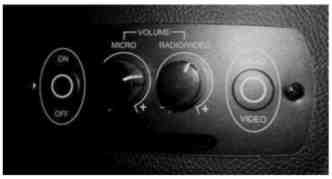 VOLUME
ON
MICRO RADIO/VIDEO
- + - +
OFF
VIDEO